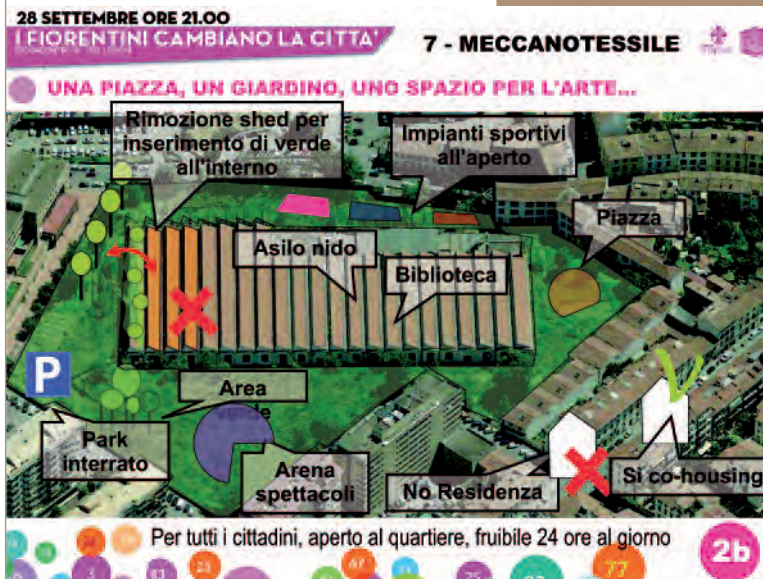 28 SETTEMBRE ORE 21.00
I FIORENTINI CAMBIANO LA CITTA'
7 - MECCANOTESSILE
UNA PIAZZA, UN GIARDINO, UNO SPAZIO PER L'ARTE...
Rimozione shed per
inserimento di verde
all'interno
Impianti sportivi
all'aperto
Piazza
Asilo nido
Biblioteca
P
Area
Park
interrato
Arena
spettacoli
No Residenza
Si co-housing
Per tutti i cittadini, aperto al quartiere, fruibile 24 ore al giorno
2b
23
67
77